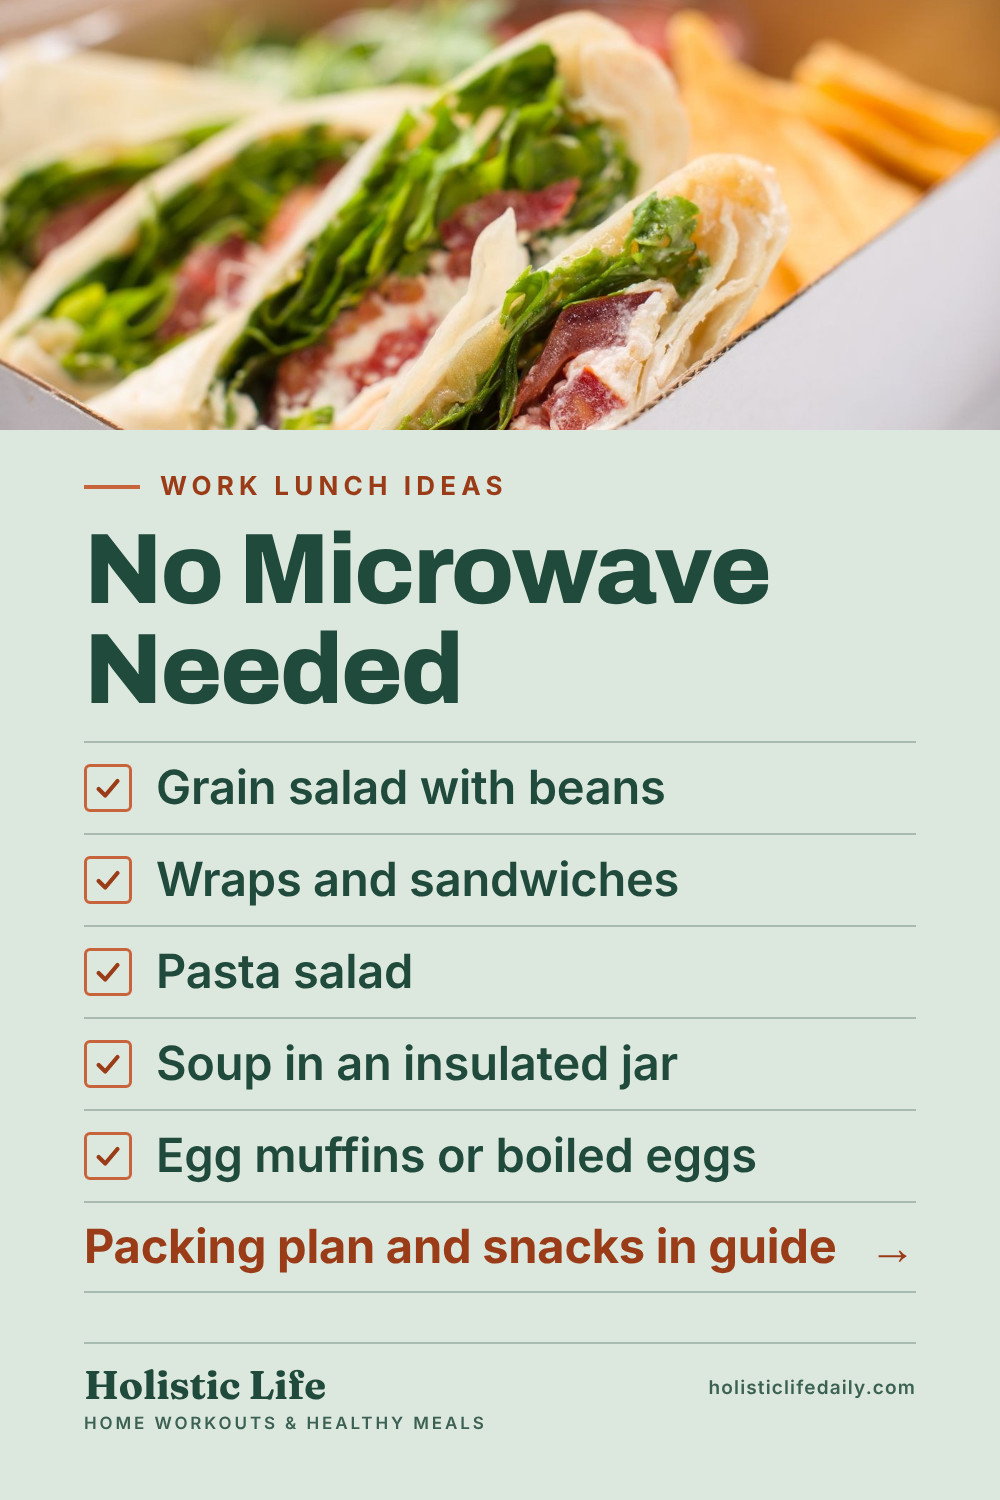 WORK LUNCH IDEAS
No Microwave
Needed
Grain salad with beans
Wraps and sandwiches
Pasta salad
Soup in an insulated jar
Egg muffins or boiled eggs
Packing plan and snacks in guide →
Holistic Life
holisticlifedaily.com
HOME WORKOUTS & HEALTHY MEALS